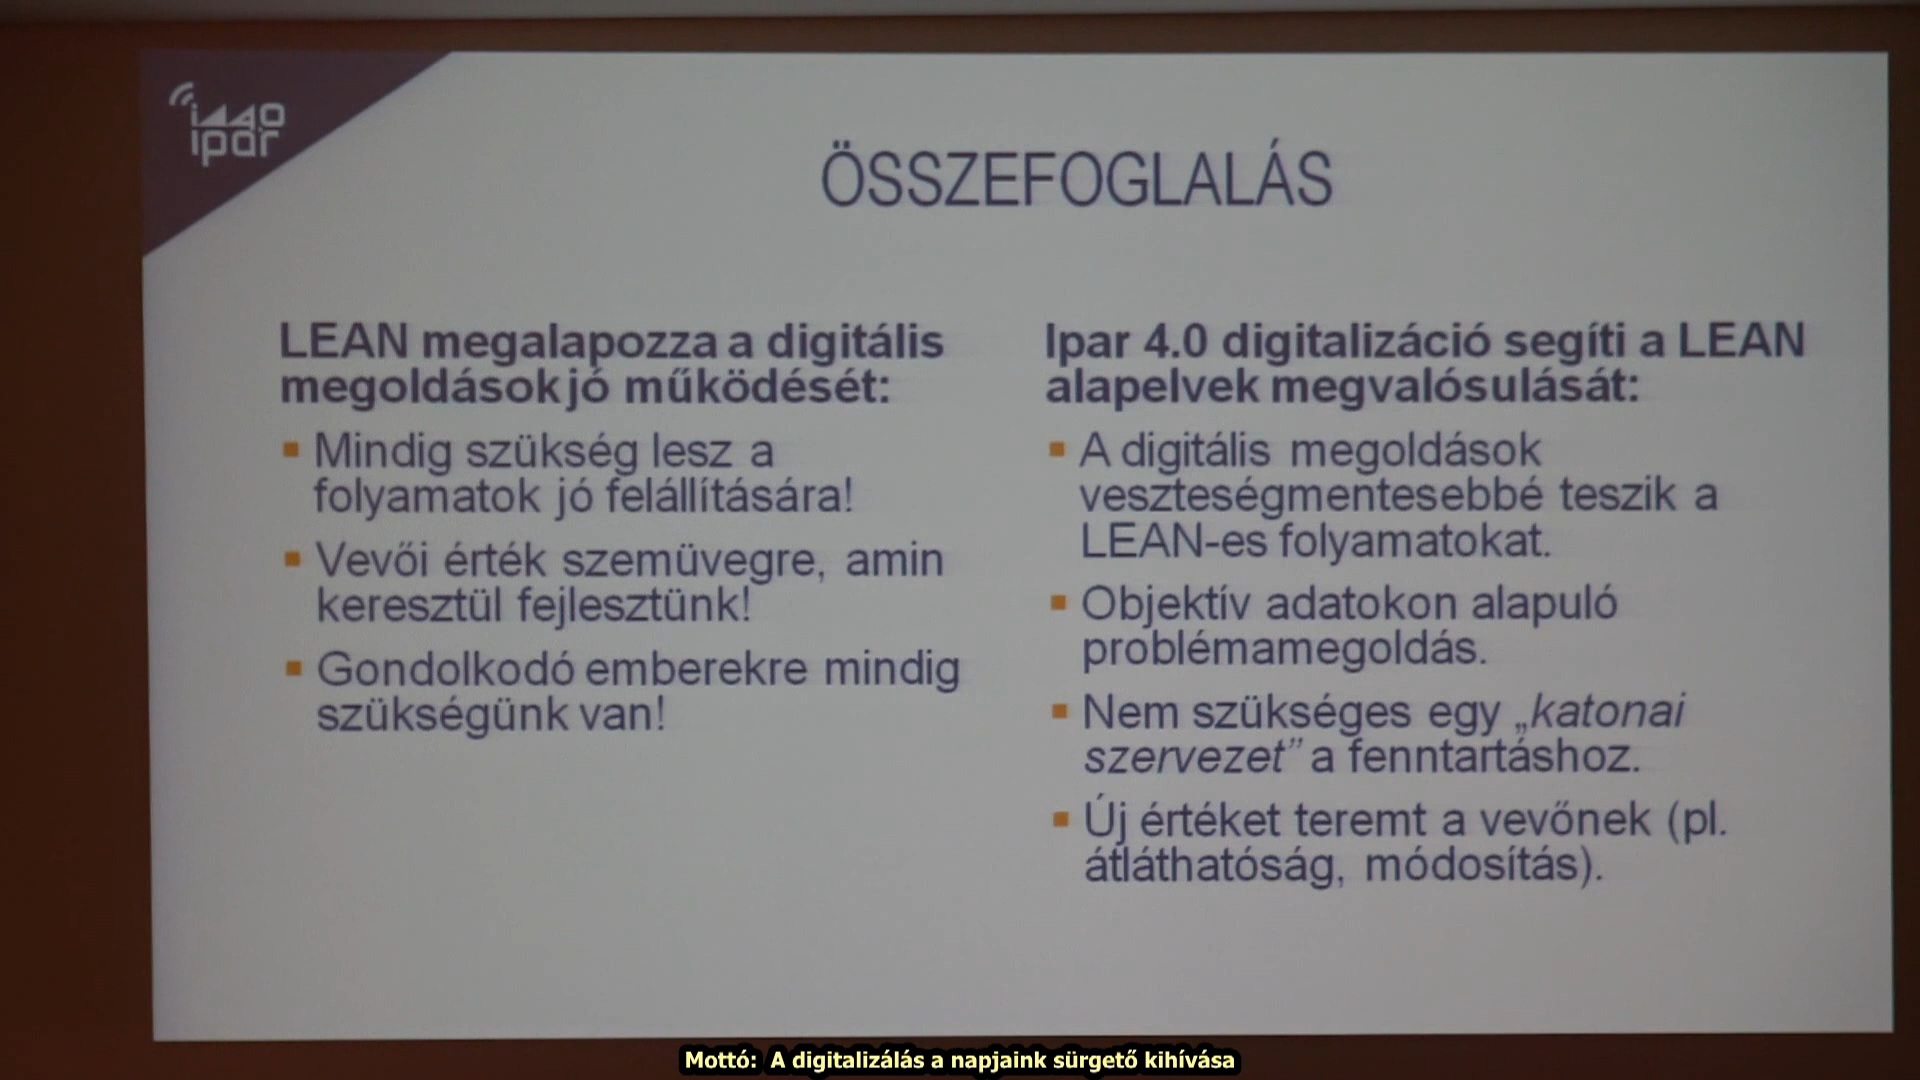 i4.0
ipar
ÖSSZEFOGLALÁS
LEAN megalapozza a digitális
megoldások jó működését:
Mindig szükség lesz a
folyamatok jó felállítására!
Vevői érték szemüvegre, amin
keresztül fejlesztünk!
Gondolkodó emberekre mindig
szükségünk van!
Ipar 4.0 digitalizáció segíti a LEAN
alapelvek megvalósulását:
A digitális megoldások
veszteségmentesebbé teszik a
LEAN-es folyamatokat.
Objektív adatokon alapuló
problémamegoldás.
Nem szükséges egy „katonai
szervezet” a fenntartáshoz.
Új értéket teremt a vevőnek (pl.
átláthatóság, módosítás).
Mottó: A digitalizálás a napjaink sürgető kihívása